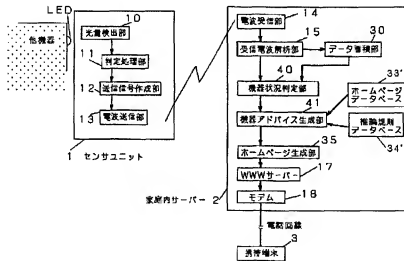 LED
他機器
10
光量検出部
11
判定処理部
12
送信信号作成部
13
電波送信部
1 センサユニット
14
電波受信部
15
受信電波解析部
30
データ蓄積部
40
機器状況判定部
33'
ホームページデータベース
41
機器アドバイス生成部
推論規則データベース
34'
35
ホームページ生成部
17
WWWサーバー
家庭内サーバー 2
18
モデム
電話回線
3
携帯端末